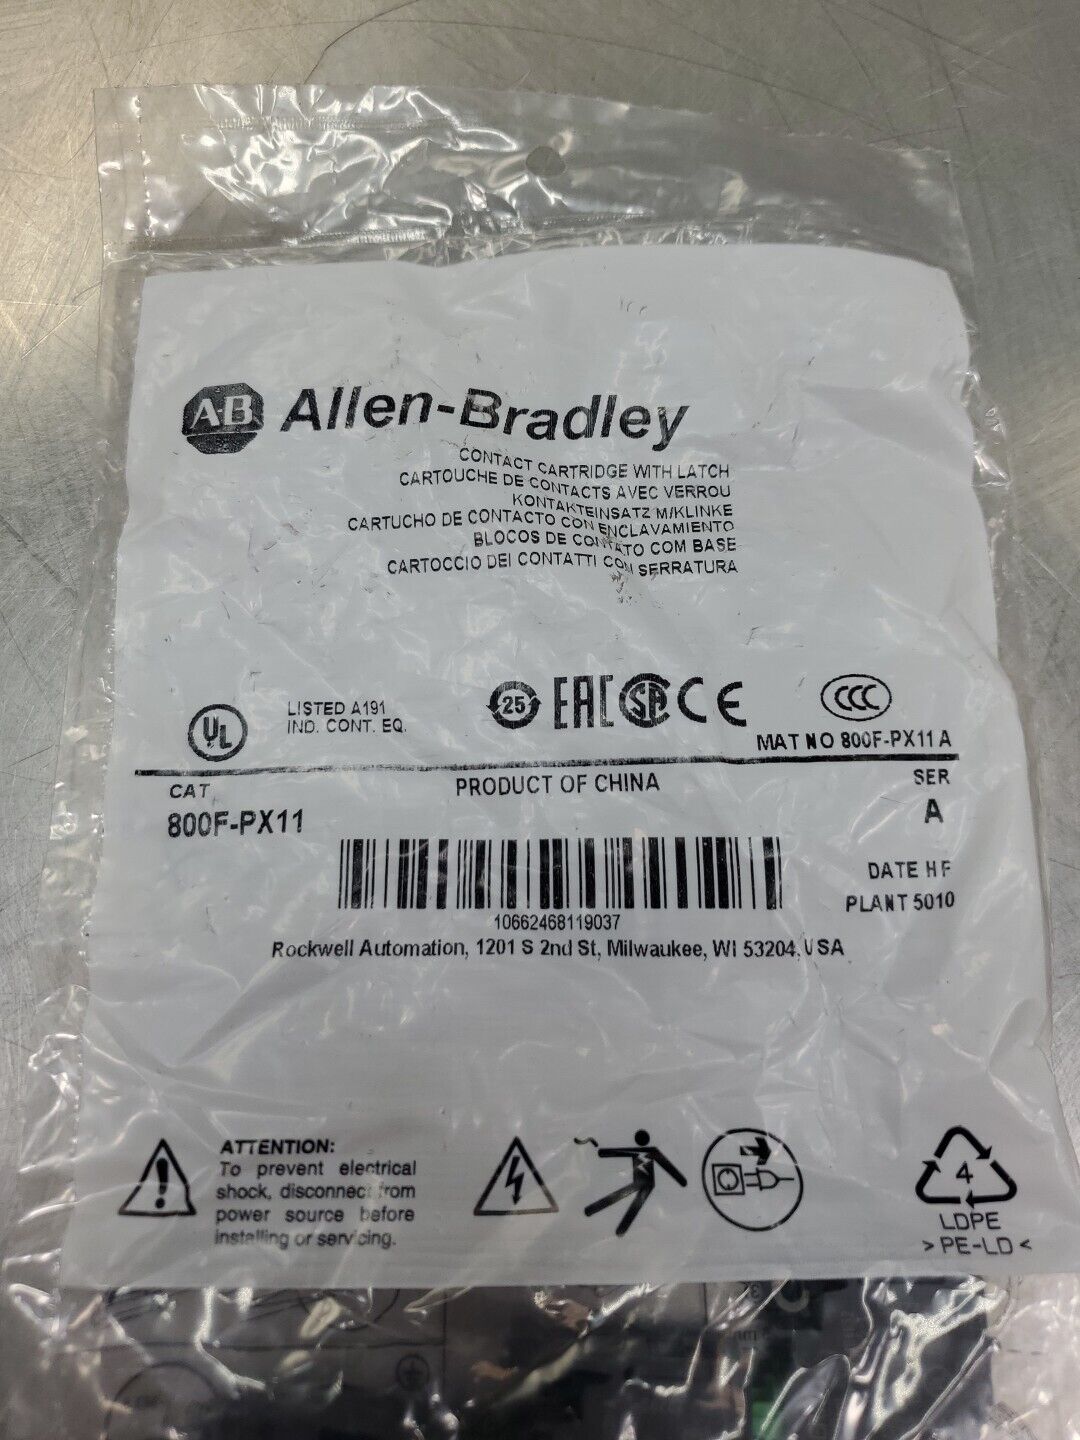 A-B Allen-Bradley
CONTACT CARTRIDGE WITH LATCH
CARTOUCHE DE CONTACTS AVEC VERROU
KONTAKTEINSATZ M/KLINKE
CARTUCHO DE CONTACTO CON ENCLAVAMIENTO
BLOCOS DE CONTATO COM BASE
CARTOCCIO DEI CONTATTI CON SERRATURA
UL
LISTED A191
IND. CONT. EQ.
25 EAC SA CE CCC
MAT NO 800F-PX11 A
CAT
PRODUCT OF CHINA
SER
800F-PX11
A
DATE HF
PLANT 5010
10662468119037
Rockwell Automation, 1201 S 2nd St, Milwaukee, WI 53204, USA
ATTENTION:
To prevent electrical
shock, disconnect from
power source before
installing or servicing.
4
LDPE
> PE-LD <